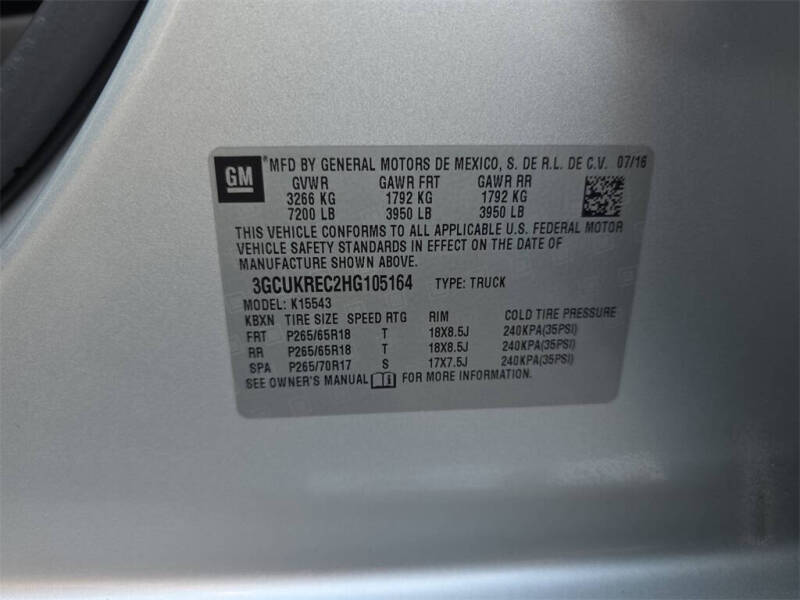 GM ® MFD BY GENERAL MOTORS DE MEXICO, S. DE R.L. DE C.V. 07/16
GVWR GAWR FRT GAWR RR
3266 KG 1792 KG 1792 KG
7200 LB 3950 LB 3950 LB
THIS VEHICLE CONFORMS TO ALL APPLICABLE U.S. FEDERAL MOTOR
VEHICLE SAFETY STANDARDS IN EFFECT ON THE DATE OF
MANUFACTURE SHOWN ABOVE.
3GCUKREC2HG105164 TYPE: TRUCK
MODEL: K15543
KBXN TIRE SIZE SPEED RTG RIM COLD TIRE PRESSURE
FRT P265/65R18 T 18X8.5J 240KPA(35PSI)
RR P265/65R18 T 18X8.5J 240KPA(35PSI)
SPA P265/70R17 S 17X7.5J 240KPA(35PSI)
SEE OWNER'S MANUAL FOR MORE INFORMATION.